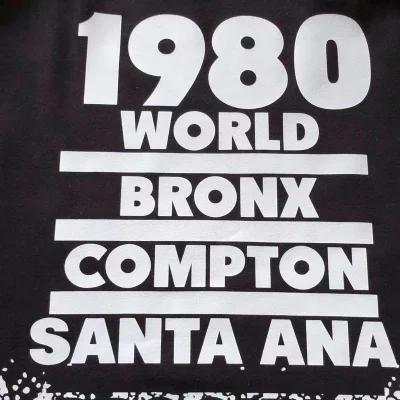 1980
WORLD
BRONX
COMPTON
SANTA ANA